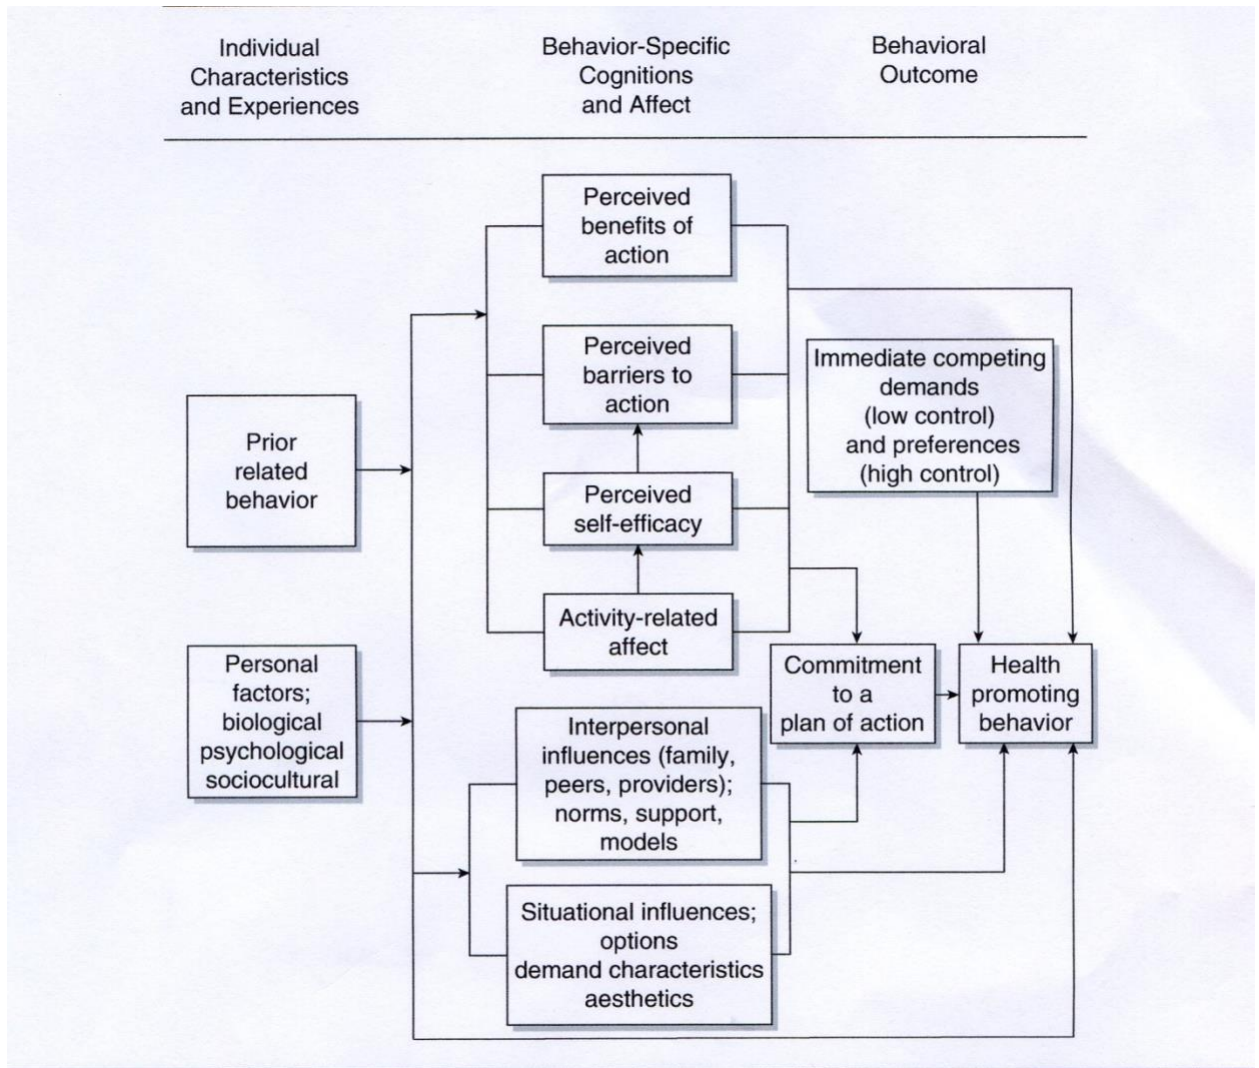 Individual
Characteristics
and Experiences
Behavior-Specific
Cognitions
and Affect
Behavioral
Outcome
Perceived
benefits of
action
Perceived
barriers to
action
Perceived
self-efficacy
Activity-related
affect
Prior
related
behavior
Personal
factors;
biological
psychological
sociocultural
Interpersonal
influences (family,
peers, providers);
norms, support,
models
Situational influences;
options
demand characteristics
aesthetics
Immediate competing
demands
(low control)
and preferences
(high control)
Commitment
to a
plan of action
Health
promoting
behavior